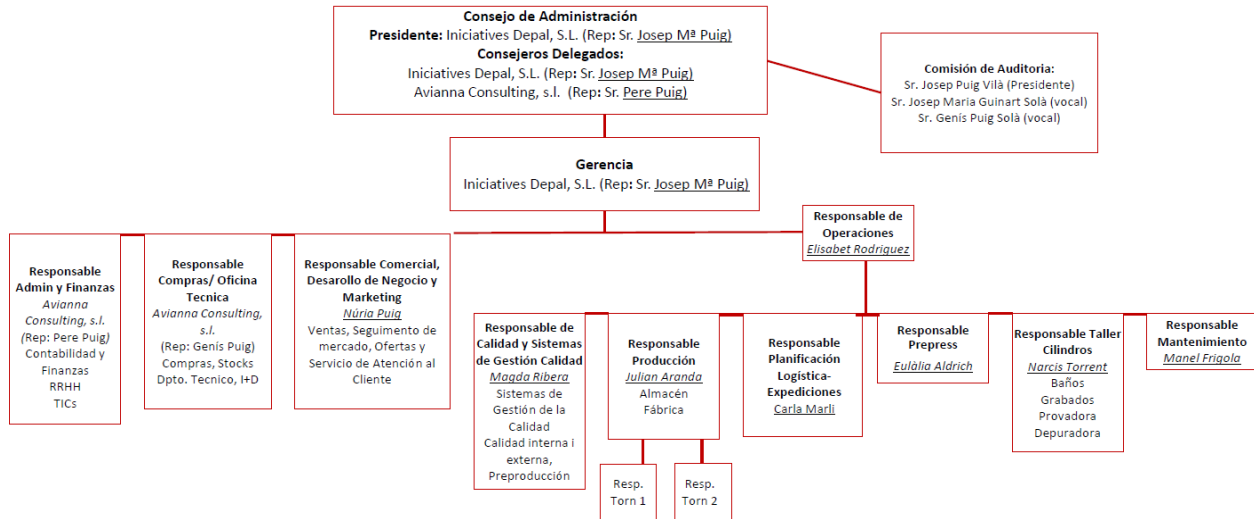 Consejo de Administración
Presidente: Iniciatives Depal, S.L. (Rep: Sr. Josep Mª Puig)
Consejeros Delegados:
Iniciatives Depal, S.L. (Rep: Sr. Josep Mª Puig)
Avianna Consulting, s.l. (Rep: Sr. Pere Puig)
Comisión de Auditoria:
Sr. Josep Puig Vilà (Presidente)
Sr. Josep Maria Guinart Solà (vocal)
Sr. Genís Puig Solà (vocal)
Gerencia
Iniciatives Depal, S.L. (Rep: Sr. Josep Mª Puig)
Responsable de
Operaciones
Elisabet Rodriguez
Responsable
Admin y Finanzas
Avianna
Consulting, s.l.
(Rep: Pere Puig)
Contabilidad y
Finanzas
RRHH
TICs
Responsable
Compras/ Oficina
Tecnica
Avianna Consulting,
s.l.
(Rep: Genís Puig)
Compras, Stocks
Dpto. Tecnico, I+D
Responsable Comercial,
Desarollo de Negocio y
Marketing
Núria Puig
Ventas, Seguimento de
mercado, Ofertas y
Servicio de Atención al
Cliente
Responsable de
Calidad y Sistemas
de Gestión Calidad
Magda Ribera
Sistemas de
Gestión de la
Calidad
Calidad interna i
externa,
Preproducción
Responsable
Producción
Julian Aranda
Almacén
Fábrica
Responsable
Planificación
Logística-
Expediciones
Carla Marli
Responsable
Prepress
Eulàlia Aldrich
Responsable Taller
Cilindros
Narcis Torrent
Baños
Grabados
Provadora
Depuradora
Responsable
Mantenimiento
Manel Frigola
Resp.
Torn 1
Resp.
Torn 2